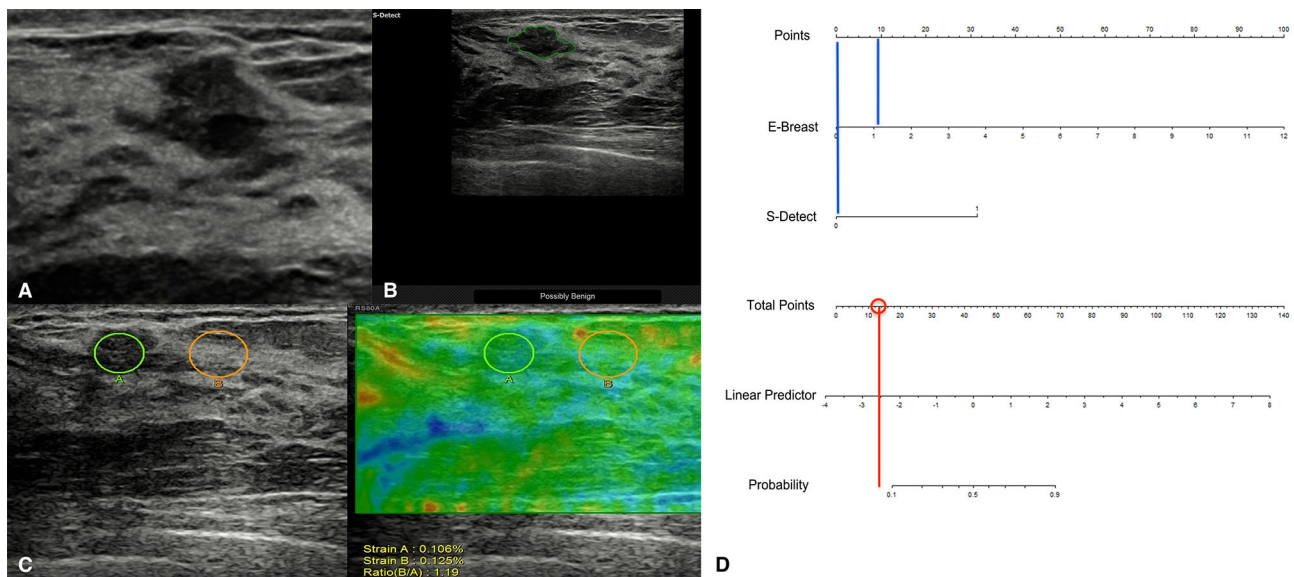 A
S-Detect
B
Possibly Benign
C
A
B
RS80A
A
B
Strain A : 0.106%
Strain B : 0.125%
Ratio(B/A) : 1.19
D
Points
0 10 20 30 40 50 60 70 80 90 100
E-Breast
0 1 2 3 4 5 6 7 8 9 10 11 12
S-Detect
0 1
Total Points
0 10 20 30 40 50 60 70 80 90 100 110 120 130 140
Linear Predictor
-4 -3 -2 -1 0 1 2 3 4 5 6 7 8
Probability
0.1 0.5 0.9